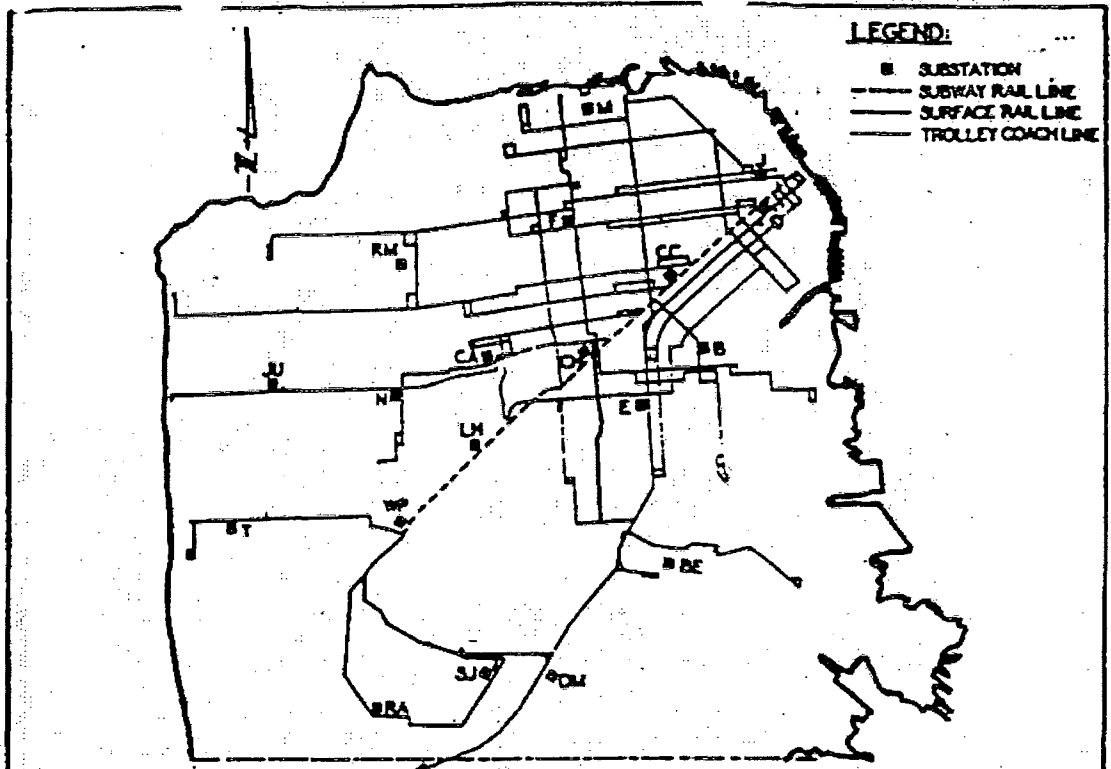 LEGEND:
SUBSTATION
SUBWAY RAIL LINE
SURFACE RAIL LINE
TROLLEY COACH LINE
N
M
J
F
RM
CC
CA
CH
B
JU
N
E
LH
WP
T
BE
SJ
OM
BA